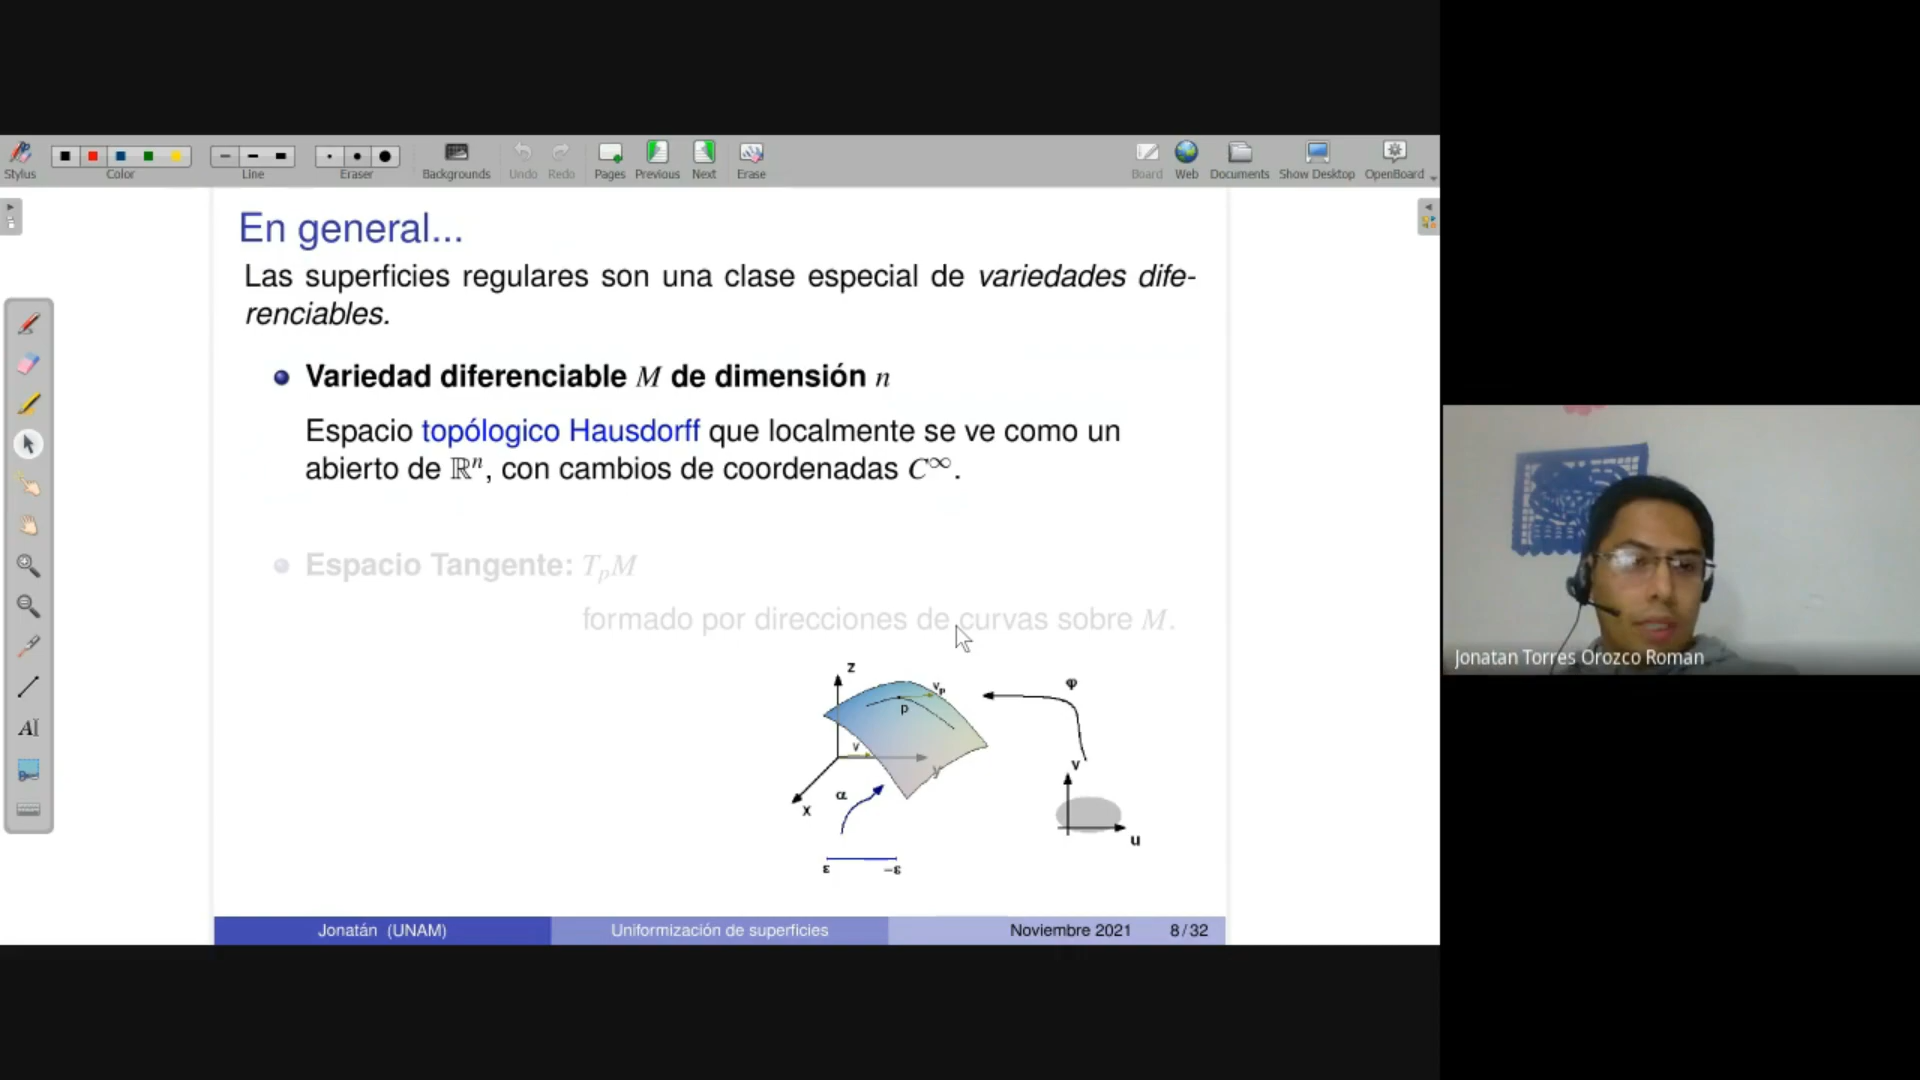 Stylus
Color
Line
Eraser
Backgrounds
Undo
Redo
Pages
Previous
Next
Erase
Board
Web
Documents
Show Desktop
OpenBoard
En general...
Las superficies regulares son una clase especial de variedades dife-
renciables.
Variedad diferenciable M de dimensión n
Espacio topólogico Hausdorff que localmente se ve como un
abierto de ℝⁿ, con cambios de coordenadas C^∞.
Espacio Tangente: TₚM
formado por direcciones de curvas sobre M.
z
vₚ
p
v
y
x
α
ε
-ε
φ
v
u
Jonatán (UNAM)
Uniformización de superficies
Noviembre 2021
8/32
Jonatan Torres Orozco Roman